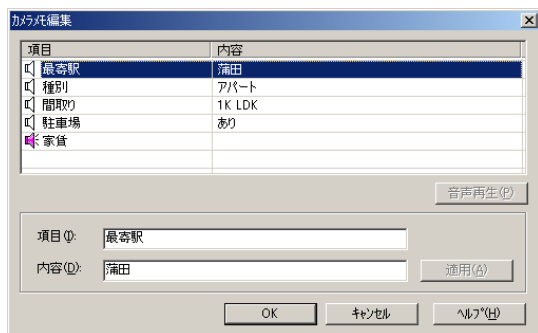 カメラメモ編集
項目 内容
最寄駅 蒲田
種別 アパート
間取り 1K LDK
駐車場 あり
家賃
音声再生(P)
項目(I): 最寄駅
内容(D): 蒲田 適用(A)
OK キャンセル ヘルプ(H)